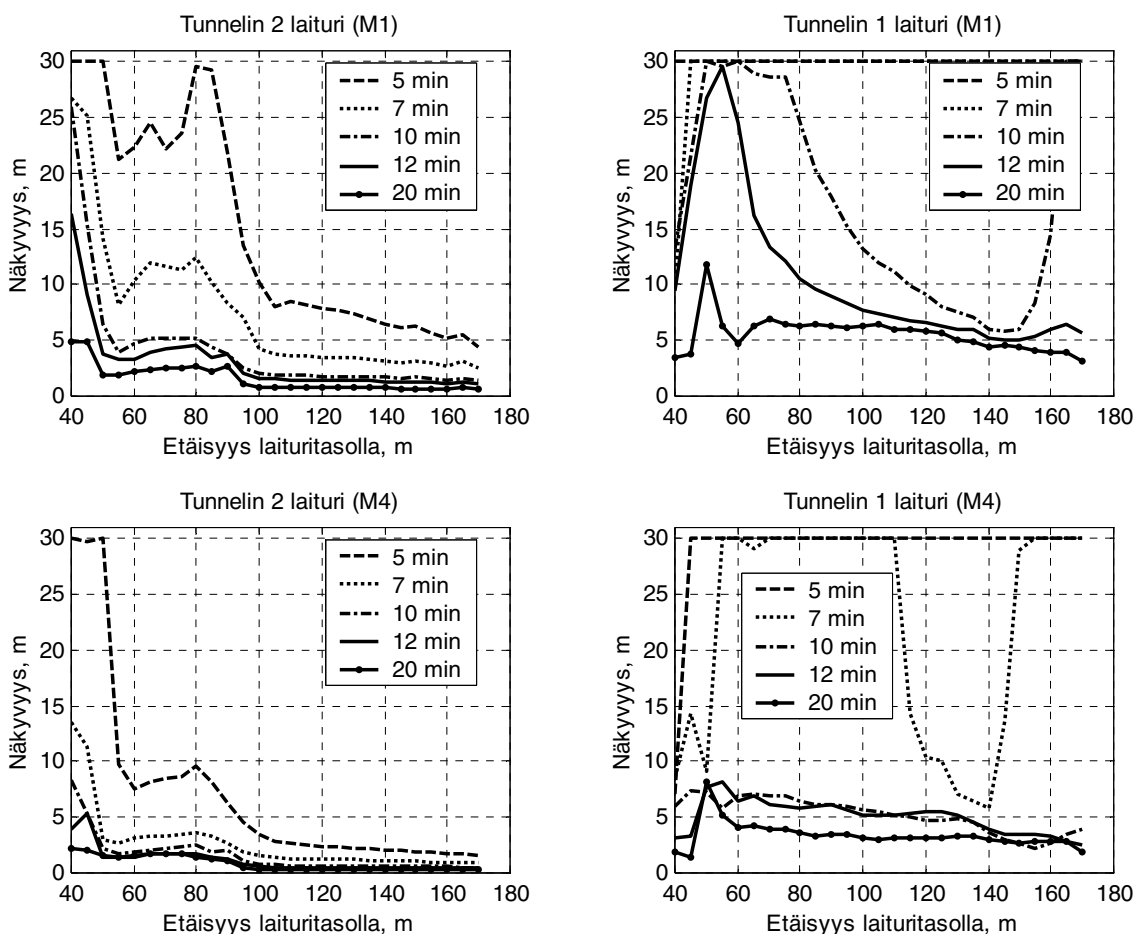 Tunnelin 2 laituri (M1)
30
25
20
15
10
5
0
Näkyvyys, m
5 min
7 min
10 min
12 min
20 min
40 60 80 100 120 140 160 180
Etäisyys laituritasolla, m
Tunnelin 1 laituri (M1)
30
25
20
15
10
5
0
Näkyvyys, m
5 min
7 min
10 min
12 min
20 min
40 60 80 100 120 140 160 180
Etäisyys laituritasolla, m
Tunnelin 2 laituri (M4)
30
25
20
15
10
5
0
Näkyvyys, m
5 min
7 min
10 min
12 min
20 min
40 60 80 100 120 140 160 180
Etäisyys laituritasolla, m
Tunnelin 1 laituri (M4)
30
25
20
15
10
5
0
Näkyvyys, m
5 min
7 min
10 min
12 min
20 min
40 60 80 100 120 140 160 180
Etäisyys laituritasolla, m